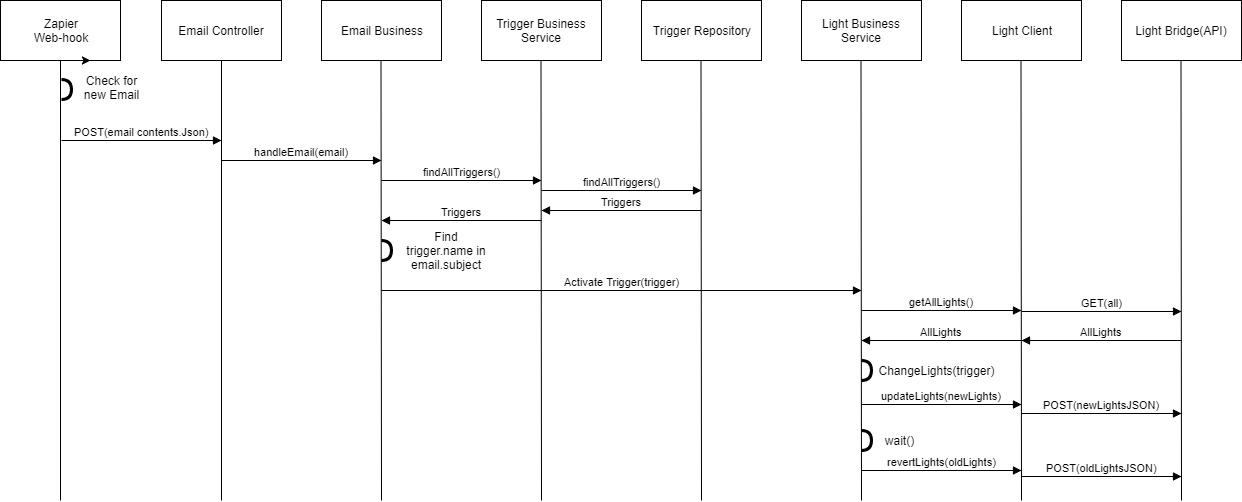 Zapier
Web-hook
Email Controller
Email Business
Trigger Business
Service
Trigger Repository
Light Business
Service
Light Client
Light Bridge(API)
Check for
new Email
POST(email contents.Json)
handleEmail(email)
findAllTriggers()
findAllTriggers()
Triggers
Triggers
Find
trigger.name in
email.subject
Activate Trigger(trigger)
getAllLights()
GET(all)
AllLights
AllLights
ChangeLights(trigger)
updateLights(newLights)
POST(newLightsJSON)
wait()
revertLights(oldLights)
POST(oldLightsJSON)